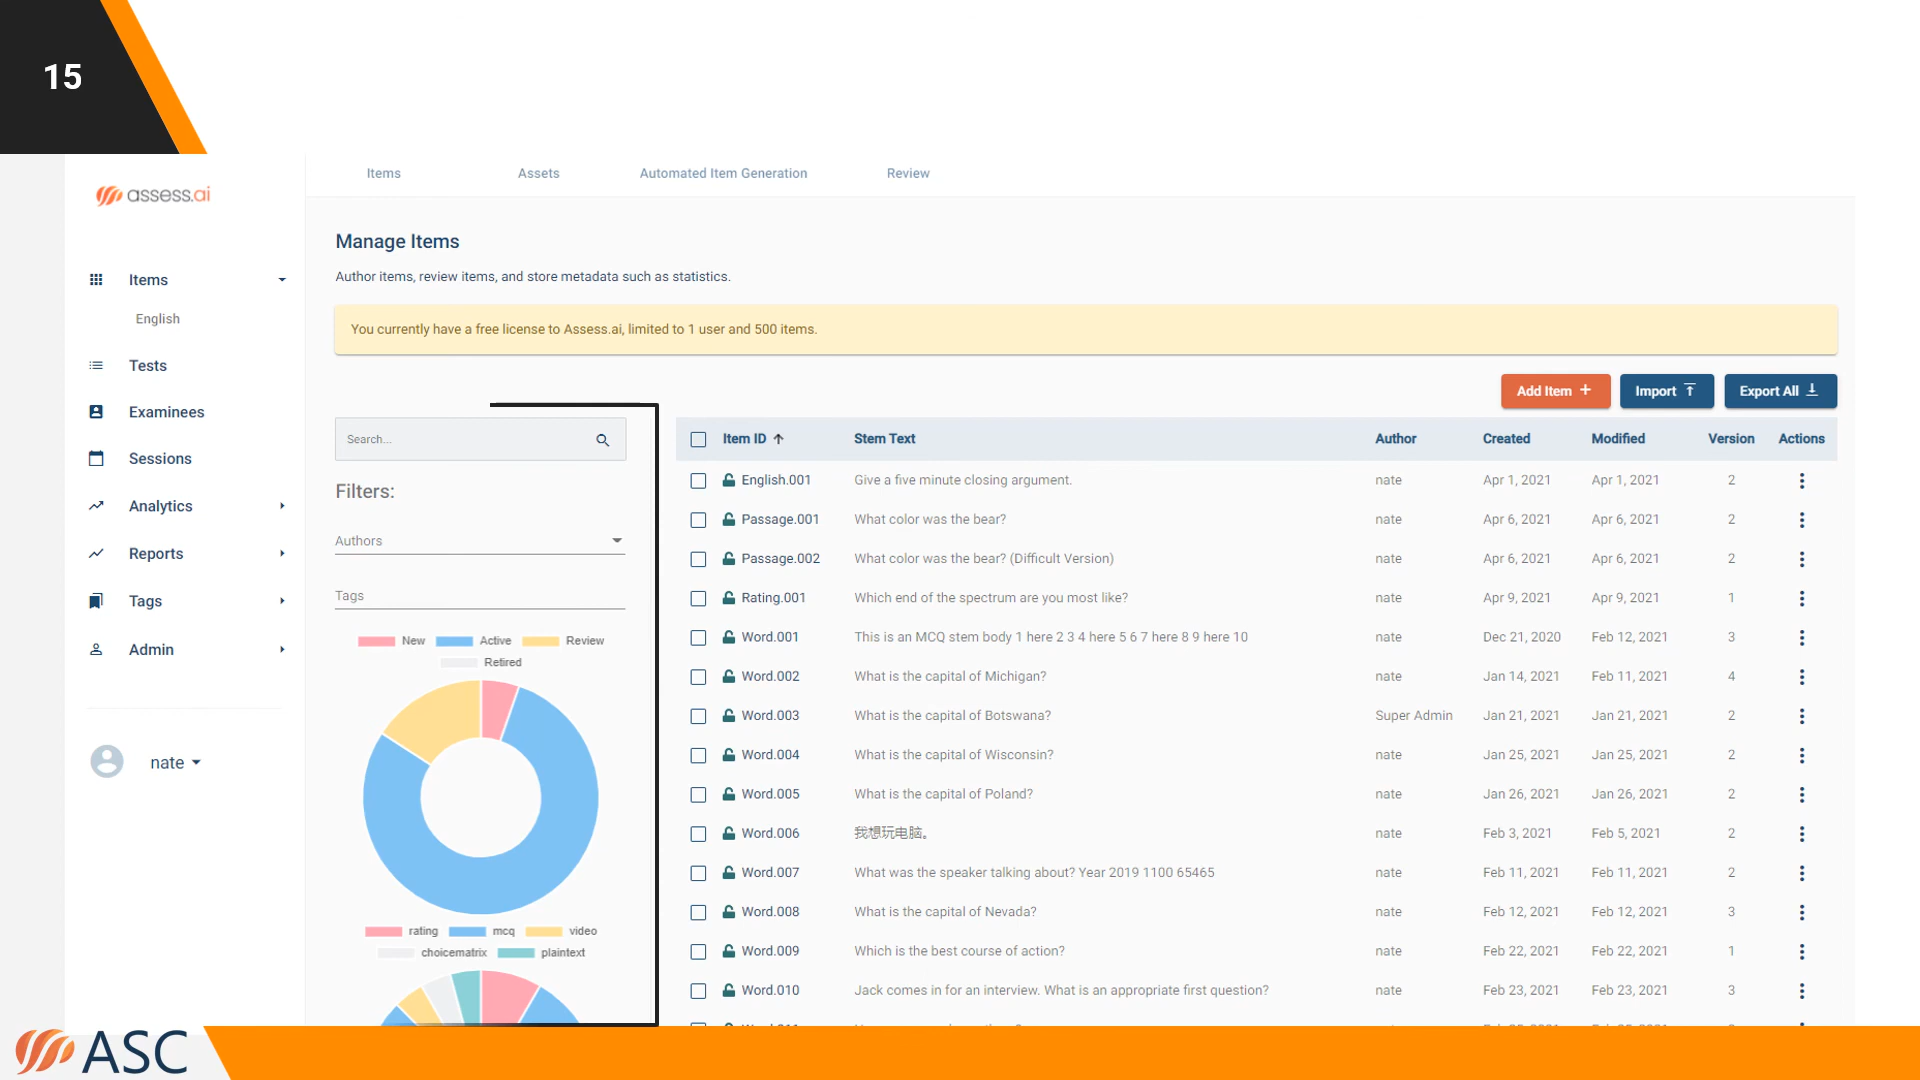 15
assess.ai
Items
Assets
Automated Item Generation
Review
Items
English
Tests
Examinees
Sessions
Analytics
Reports
Tags
Admin
nate
Manage Items
Author items, review items, and store metadata such as statistics.
You currently have a free license to Assess.ai, limited to 1 user and 500 items.
Add Item +
Import
Export All
Search...
Filters:
Authors
Tags
New Active Review
Retired
rating mcq video
choicematrix plaintext
Item ID Stem Text Author Created Modified Version Actions
English.001 Give a five minute closing argument. nate Apr 1, 2021 Apr 1, 2021 2
Passage.001 What color was the bear? nate Apr 6, 2021 Apr 6, 2021 2
Passage.002 What color was the bear? (Difficult Version) nate Apr 6, 2021 Apr 6, 2021 2
Rating.001 Which end of the spectrum are you most like? nate Apr 9, 2021 Apr 9, 2021 1
Word.001 This is an MCQ stem body 1 here 2 3 4 here 5 6 7 here 8 9 here 10 nate Dec 21, 2020 Feb 12, 2021 3
Word.002 What is the capital of Michigan? nate Jan 14, 2021 Feb 11, 2021 4
Word.003 What is the capital of Botswana? Super Admin Jan 21, 2021 Jan 21, 2021 2
Word.004 What is the capital of Wisconsin? nate Jan 25, 2021 Jan 25, 2021 2
Word.005 What is the capital of Poland? nate Jan 26, 2021 Jan 26, 2021 2
Word.006 我想玩电脑。 nate Feb 3, 2021 Feb 5, 2021 2
Word.007 What was the speaker talking about? Year 2019 1100 65465 nate Feb 11, 2021 Feb 11, 2021 2
Word.008 What is the capital of Nevada? nate Feb 12, 2021 Feb 12, 2021 3
Word.009 Which is the best course of action? nate Feb 22, 2021 Feb 22, 2021 1
Word.010 Jack comes in for an interview. What is an appropriate first question? nate Feb 23, 2021 Feb 23, 2021 3
ASC